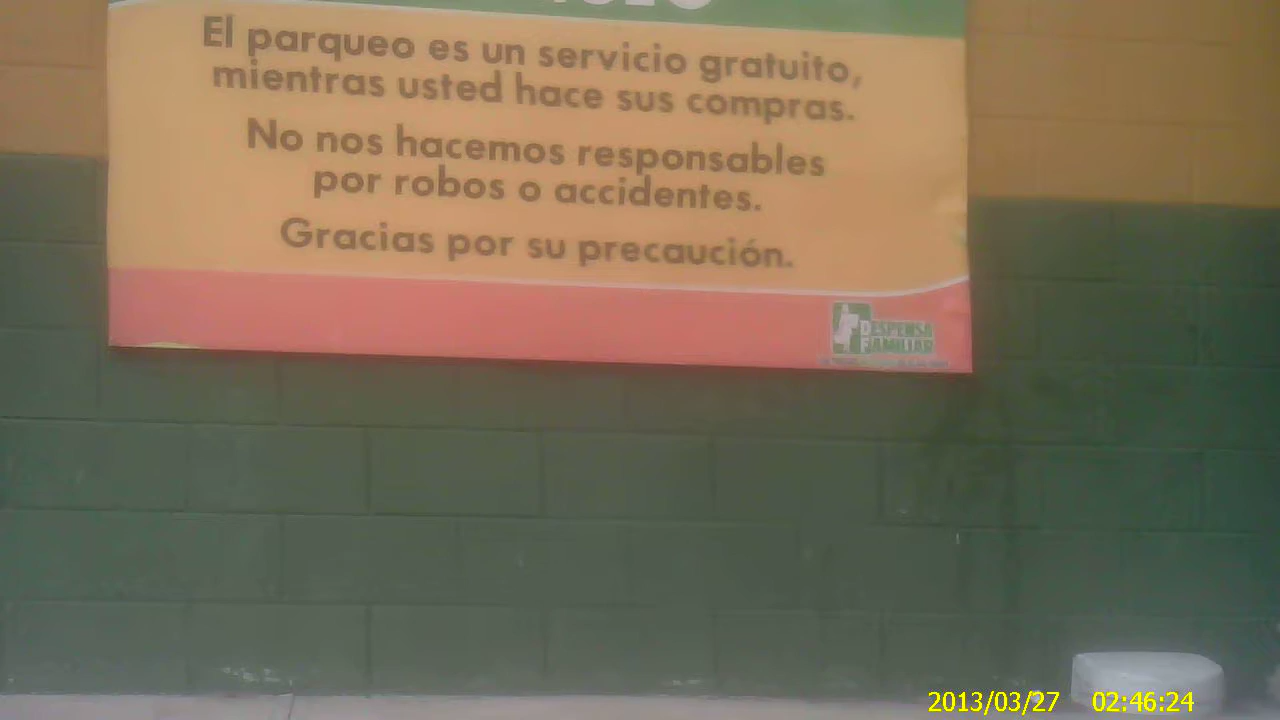 El parqueo es un servicio gratuito,
mientras usted hace sus compras.
No nos hacemos responsables
por robos o accidentes.
Gracias por su precaución.
DESPENSA
FAMILIAR
2013/03/27 02:46:24